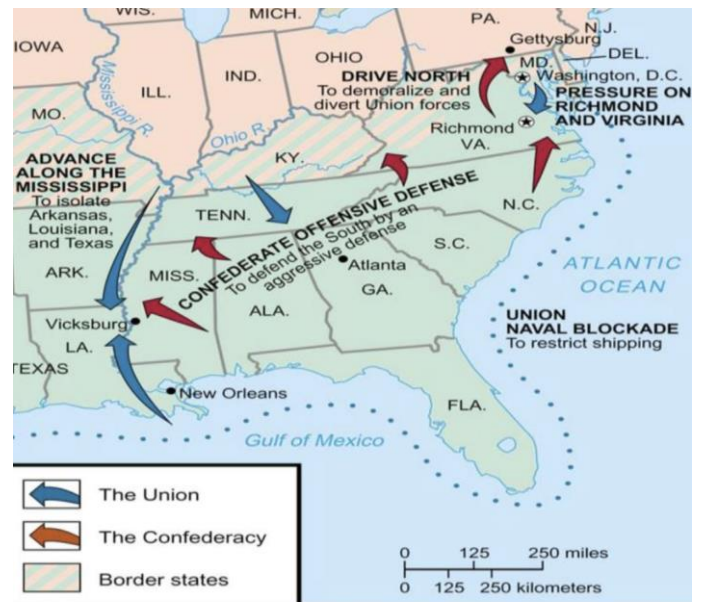 WIS.
MICH.
PA.
N.J.
IOWA
Gettysburg
OHIO
DEL.
MD.
Washington, D.C.
ILL.
IND.
DRIVE NORTH
To demoralize and
divert Union forces
PRESSURE ON
RICHMOND
AND VIRGINIA
Mississippi R.
MO.
Ohio R.
Richmond
VA.
KY.
ADVANCE
ALONG THE
MISSISSIPPI
To isolate
Arkansas,
Louisiana,
and Texas
TENN.
N.C.
CONFEDERATE OFFENSIVE DEFENSE
To defend the South by an
aggressive defense
S.C.
ARK.
MISS.
Atlanta
GA.
ALA.
ATLANTIC
OCEAN
Vicksburg
LA.
UNION
NAVAL BLOCKADE
To restrict shipping
TEXAS
New Orleans
FLA.
Gulf of Mexico
The Union
The Confederacy
Border states
0 125 250 miles
0 125 250 kilometers